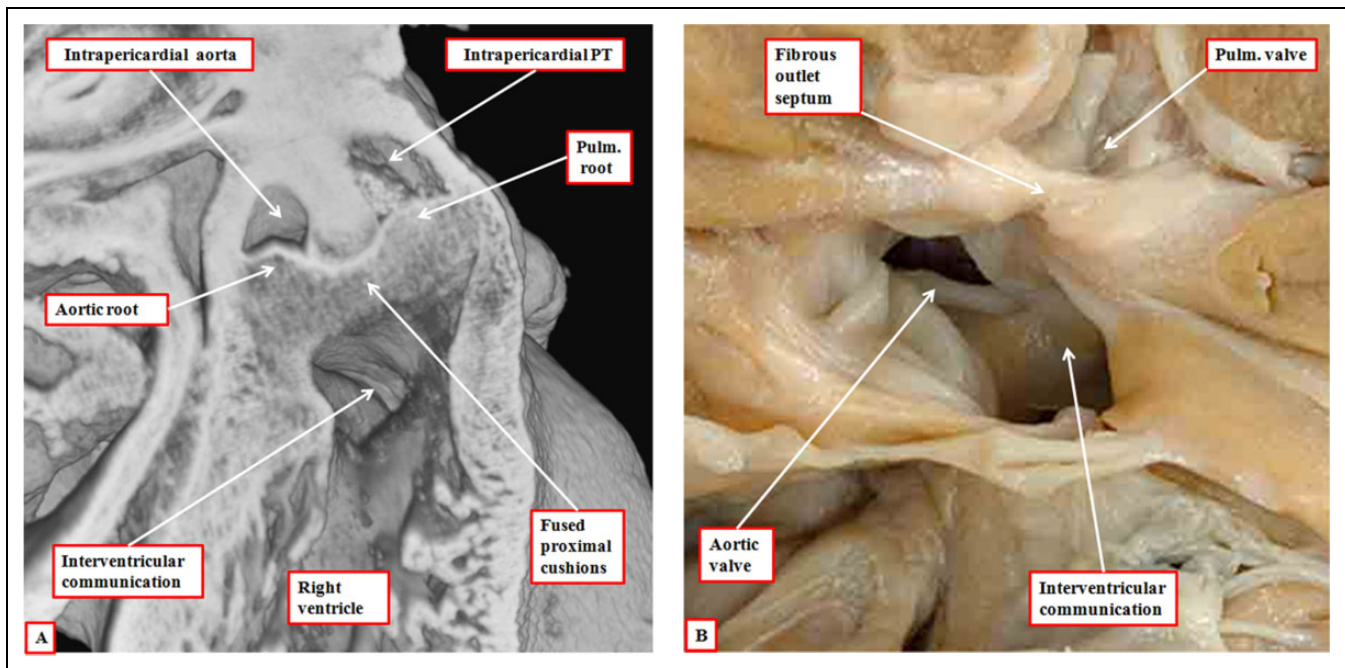 Intrapericardial aorta
Intrapericardial PT
Pulm.
root
Aortic root
Interventricular
communication
Right
ventricle
Fused
proximal
cushions
A
Fibrous
outlet
septum
Pulm. valve
Aortic
valve
Interventricular
communication
B